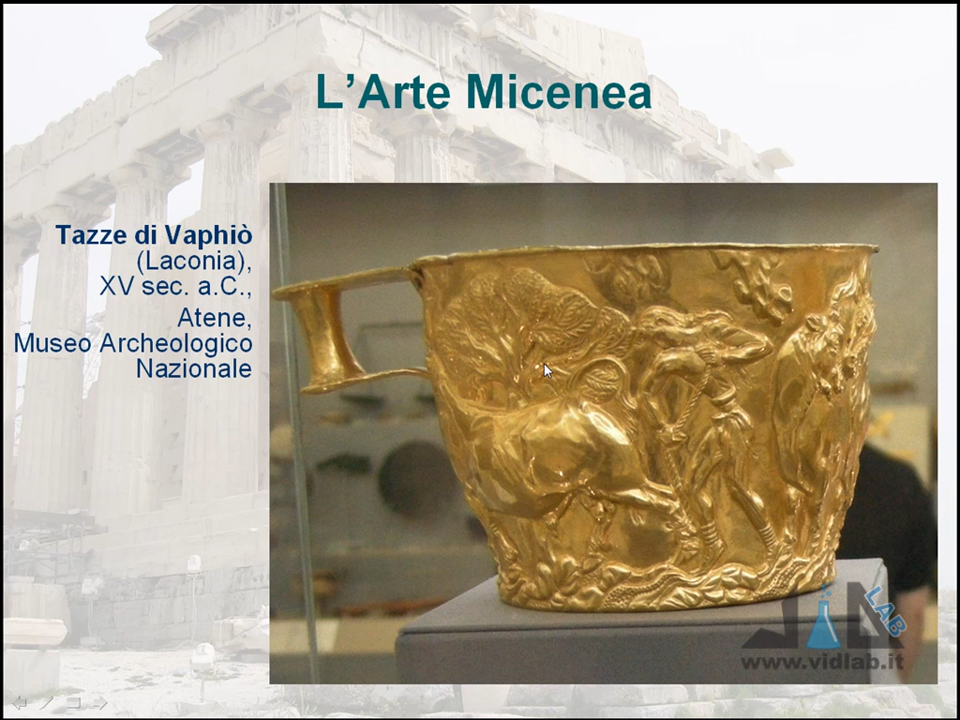 L'Arte Micenea
Tazze di Vaphiò
(Laconia),
XV sec. a.C.,
Atene,
Museo Archeologico
Nazionale
LAB
www.vidlab.it